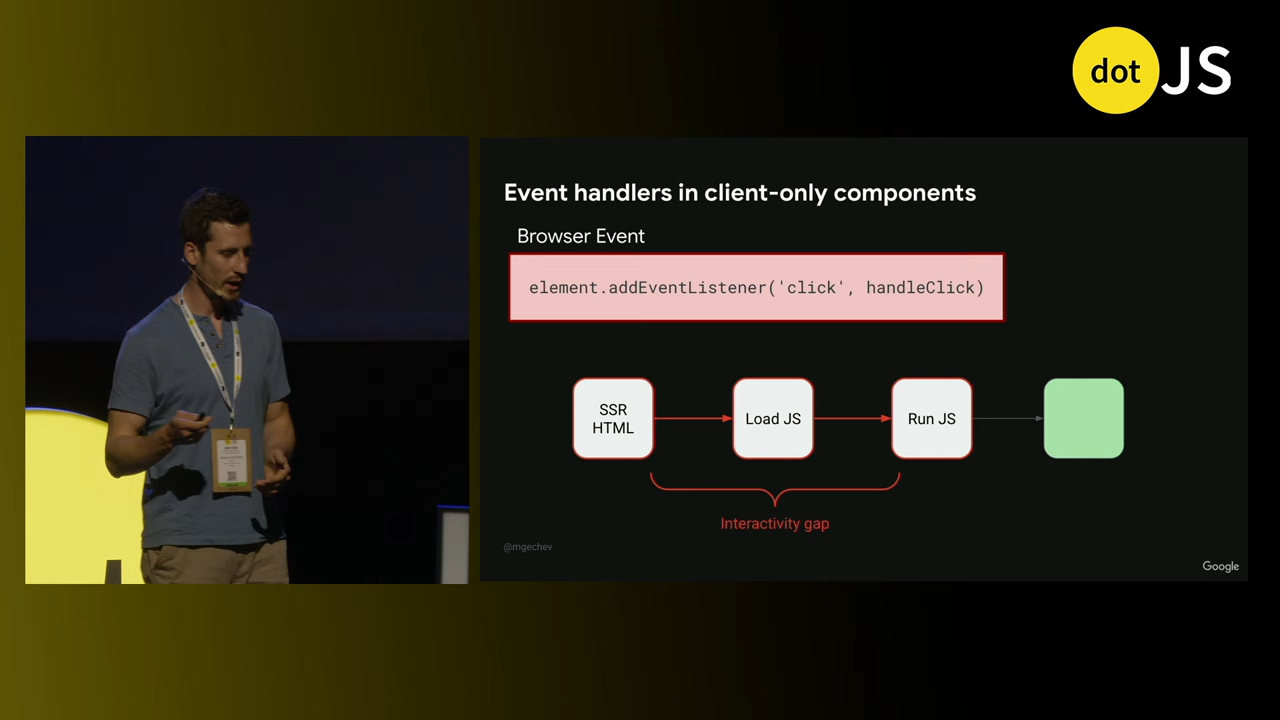 dot JS
Event handlers in client-only components
Browser Event
element.addEventListener('click', handleClick)
SSR
HTML
Load JS
Run JS
Interactivity gap
@mgechev
Google